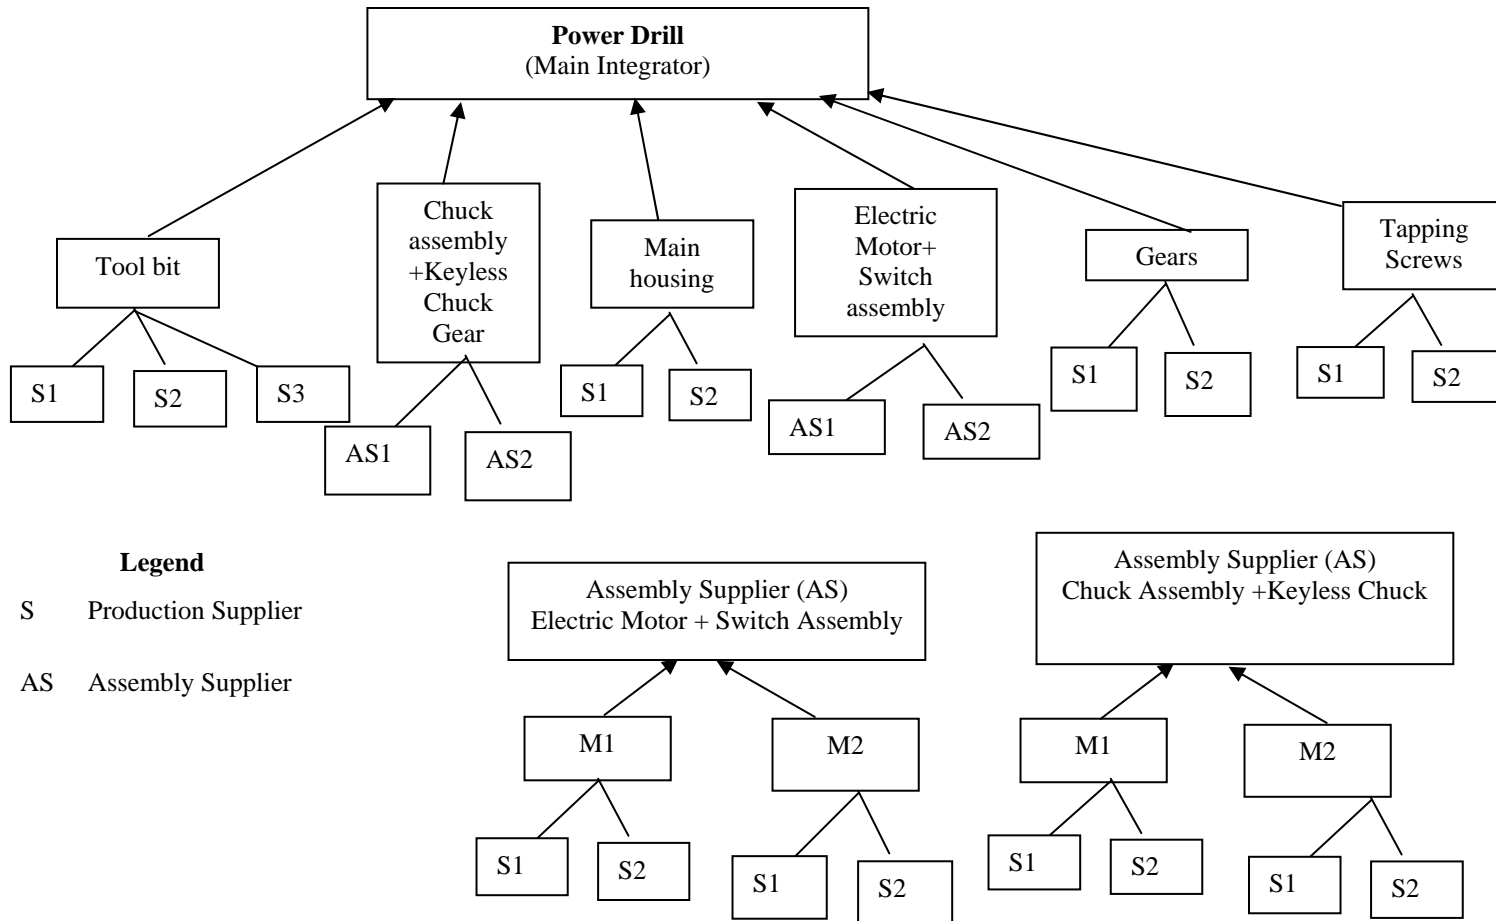 Power Drill
(Main Integrator)
Tool bit
Chuck
assembly
+Keyless
Chuck
Gear
Main
housing
Electric
Motor+
Switch
assembly
Gears
Tapping
Screws
S1
S2
S3
AS1
AS2
S1
S2
AS1
AS2
S1
S2
S1
S2
Legend
S Production Supplier
AS Assembly Supplier
Assembly Supplier (AS)
Electric Motor + Switch Assembly
M1
M2
S1
S2
S1
S2
Assembly Supplier (AS)
Chuck Assembly +Keyless Chuck
M1
M2
S1
S2
S1
S2